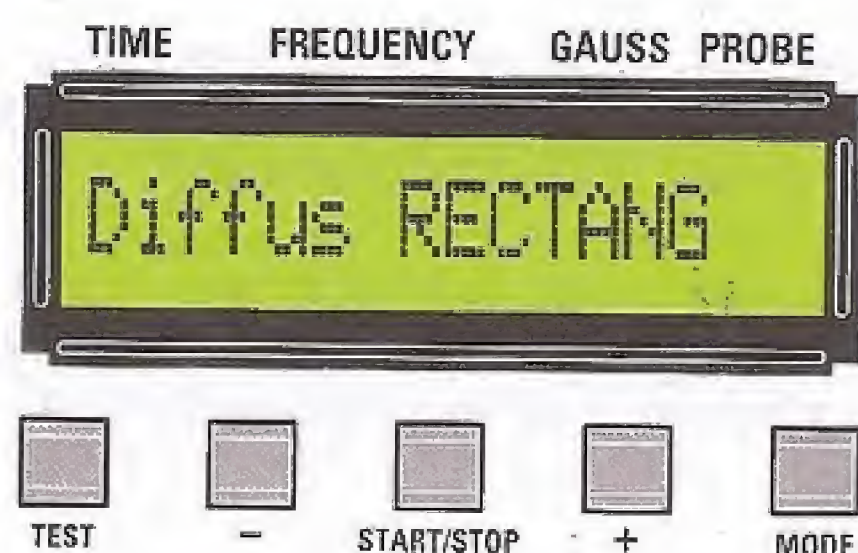 TIME FREQUENCY GAUSS PROBE
Diffus RECTANG
TEST - START/STOP + MODE